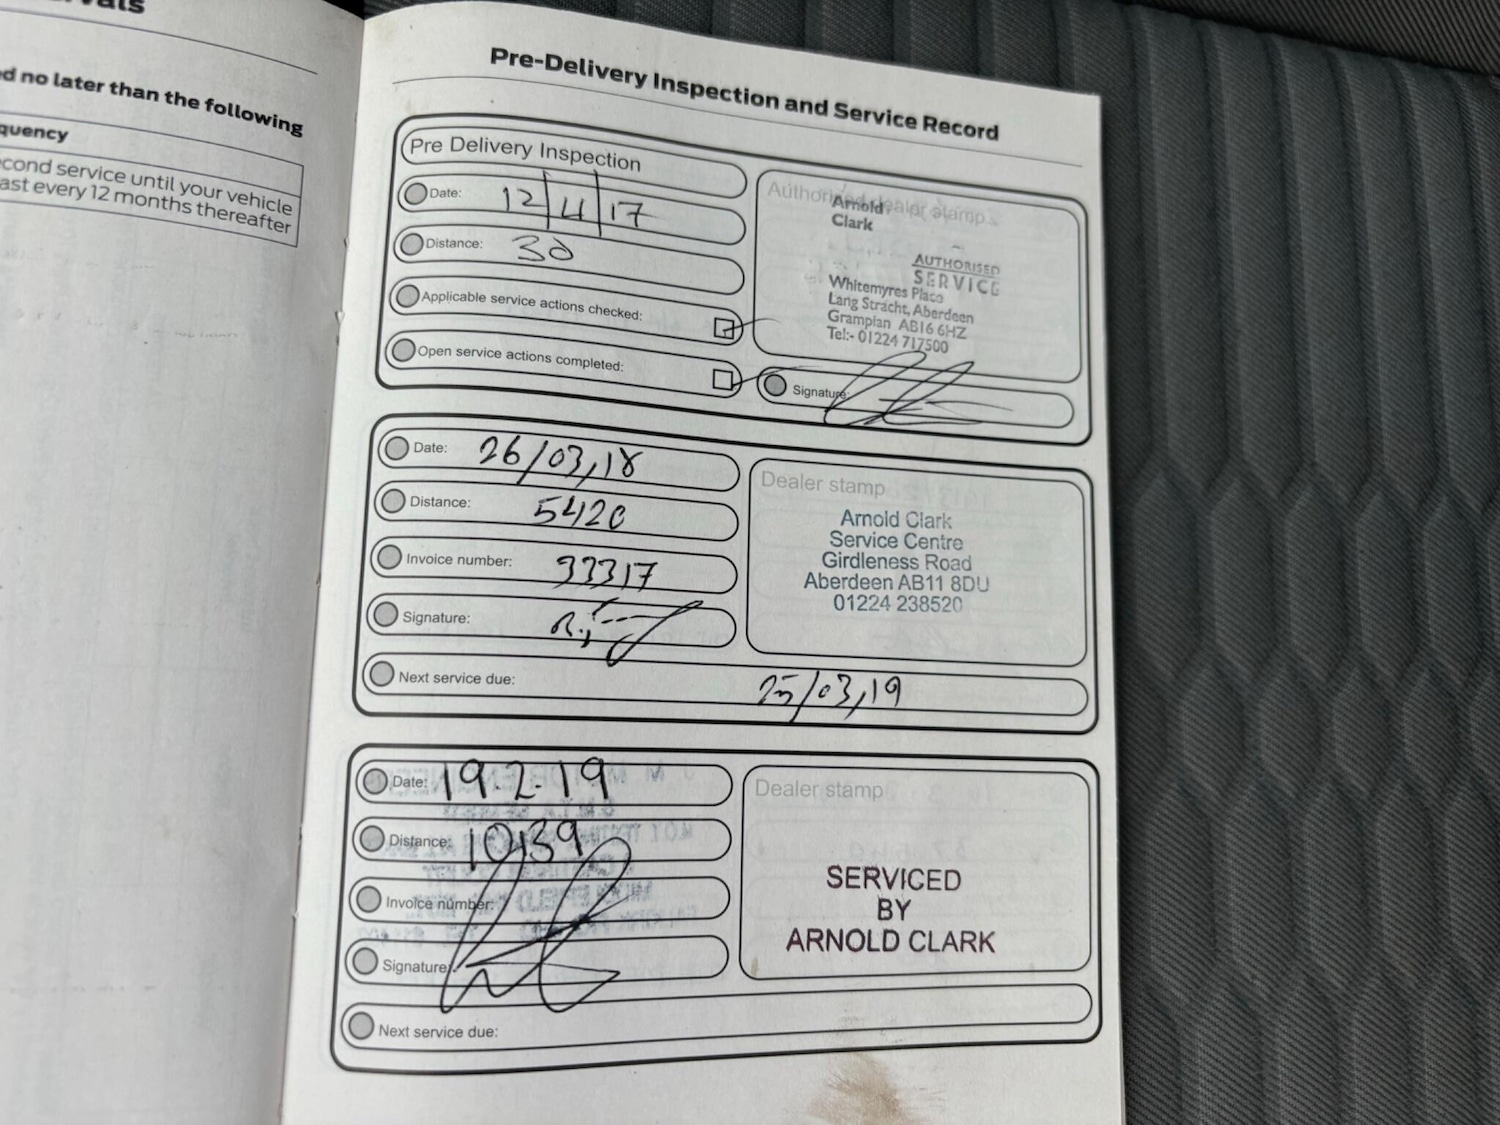 d no later than the following
quency
cond service until your vehicle
ast every 12 months thereafter
Pre-Delivery Inspection and Service Record
Pre Delivery Inspection
Date: 12/4/17
Distance: 30
Applicable service actions checked:
Open service actions completed:
Authorised dealer stamp
Arnold
Clark
AUTHORISED
SERVICE
Whitemyres Place
Lang Stracht, Aberdeen
Grampian AB16 6HZ
Tel:- 01224 717500
Signature:
Date: 26/03/18
Distance: 5420
Invoice number: 33317
Signature:
Dealer stamp
Arnold Clark
Service Centre
Girdleness Road
Aberdeen AB11 8DU
01224 238520
Next service due: 25/03/19
Date: 19.2.19
Distance: 10139
Invoice number:
Signature:
Dealer stamp
SERVICED
BY
ARNOLD CLARK
Next service due: